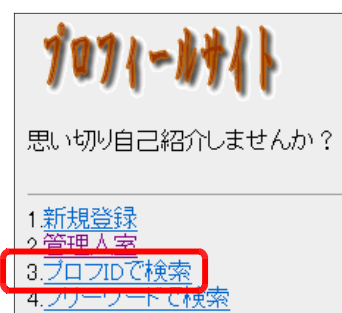 プロフィールサイト
思い切り自己紹介しませんか？
1.新規登録
2.管理人室
3.プロフIDで検索
4.フリーワードで検索